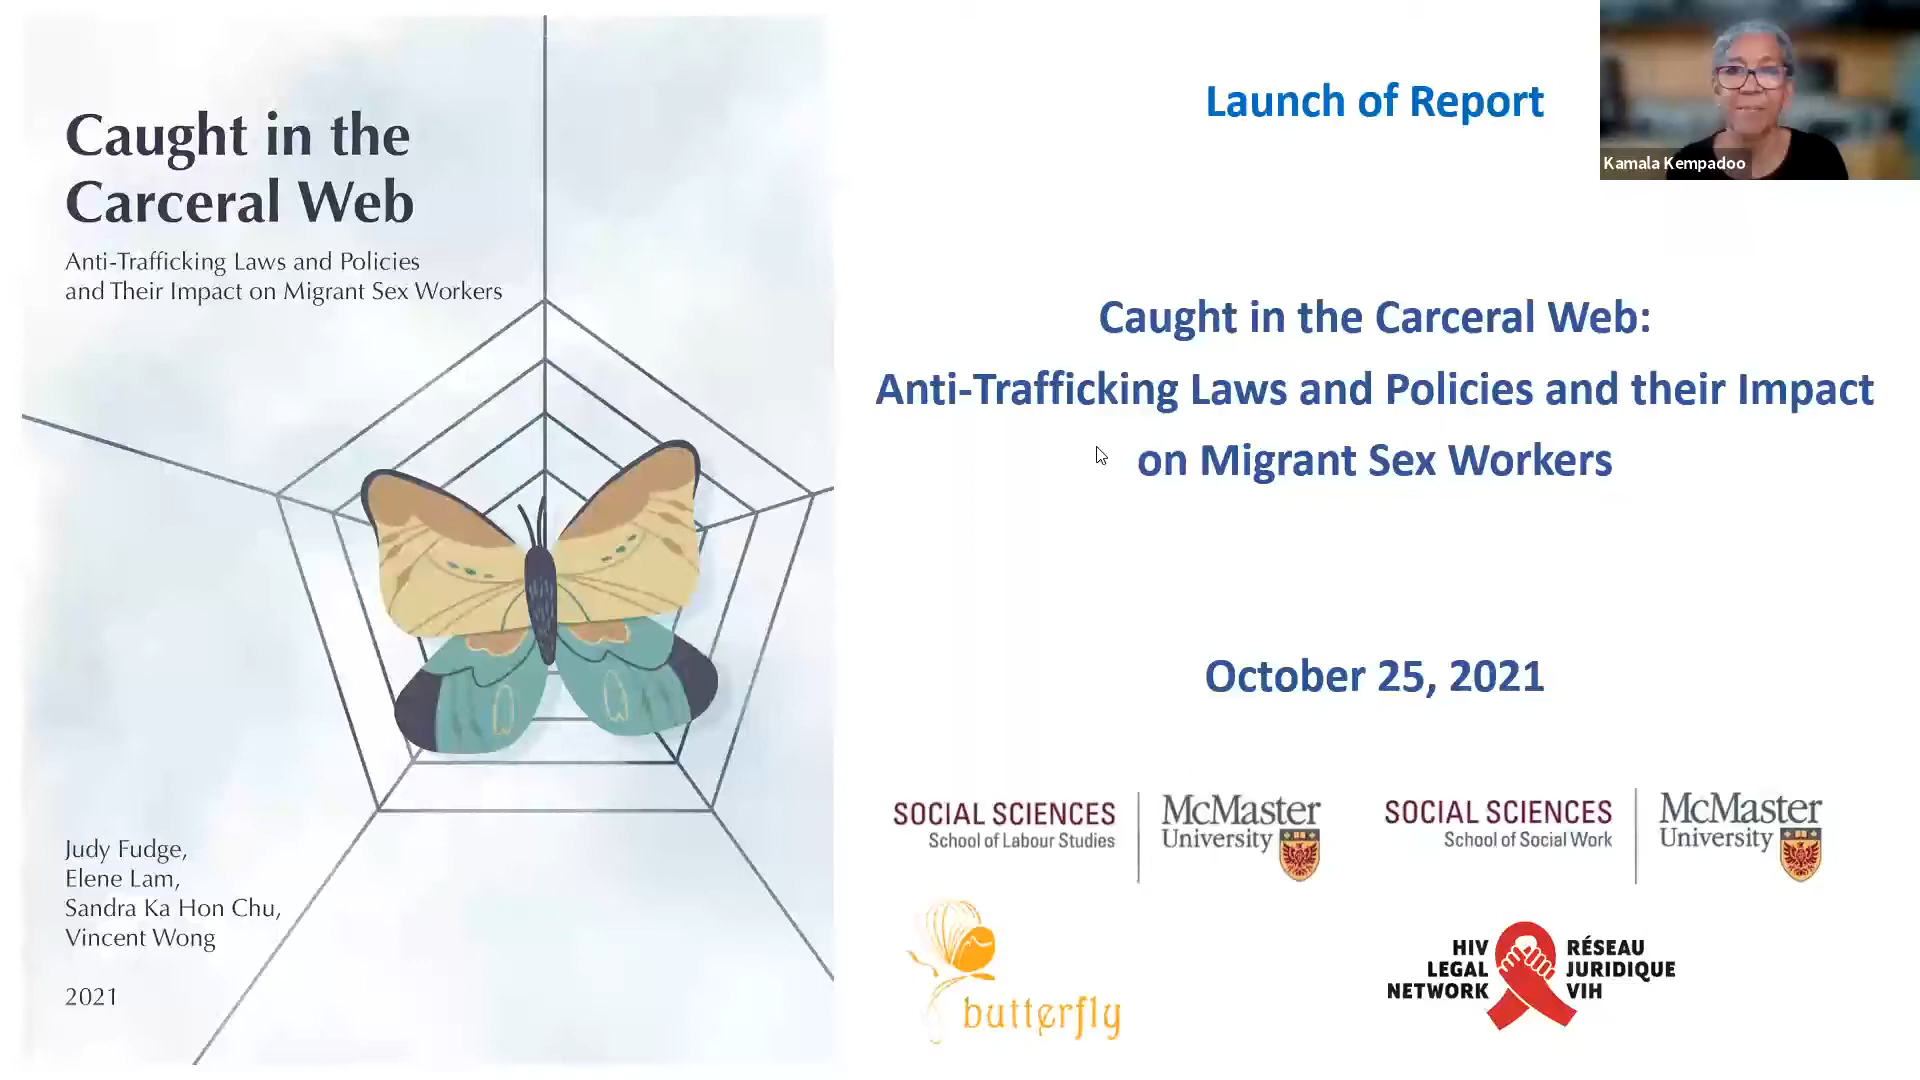 Caught in the
Carceral Web
Anti-Trafficking Laws and Policies
and Their Impact on Migrant Sex Workers
Judy Fudge,
Elene Lam,
Sandra Ka Hon Chu,
Vincent Wong
2021
Launch of Report
Kamala Kempadoo
Caught in the Carceral Web:
Anti-Trafficking Laws and Policies and their Impact
on Migrant Sex Workers
October 25, 2021
SOCIAL SCIENCES
School of Labour Studies
McMaster
University
SOCIAL SCIENCES
School of Social Work
McMaster
University
butterfly
HIV
LEGAL
NETWORK
RÉSEAU
JURIDIQUE
VIH